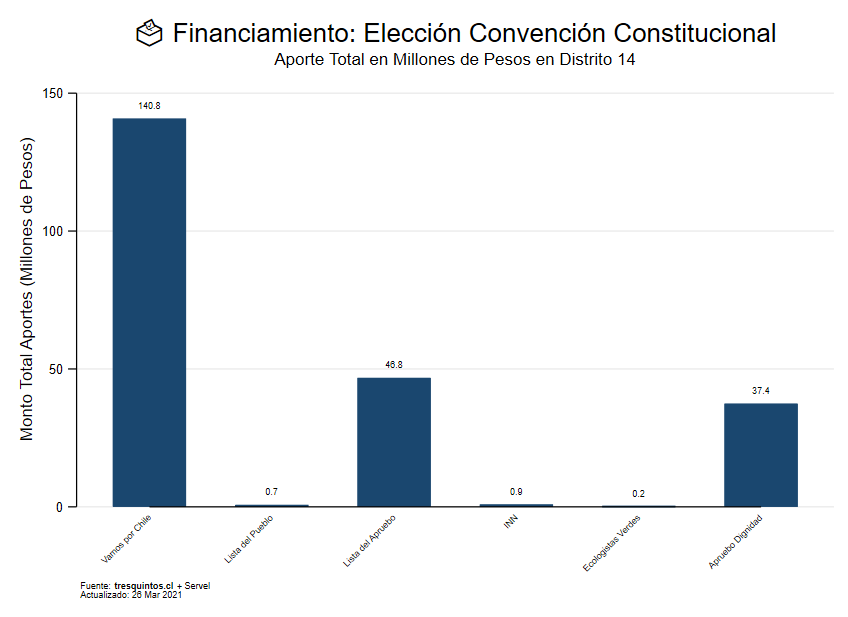 Financiamiento: Elección Convención Constitucional
Aporte Total en Millones de Pesos en Distrito 14
Monto Total Aportes (Millones de Pesos)
150
100
50
0
140.8
0.7
46.8
0.9
0.2
37.4
Vamos por Chile
Lista del Pueblo
Lista del Apruebo
INN
Ecologistas Verdes
Apruebo Dignidad
Fuente: tresquintos.cl + Servel
Actualizado: 26 Mar 2021